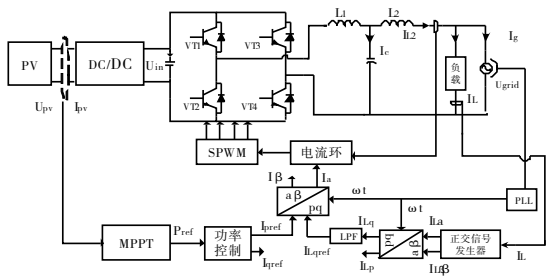 L1
L2
IL2
Ig
VT1
VT3
Ic
PV
DC/DC
Uin
负载
Ugrid
Upv
Ipv
VT2
VT4
IL
SPWM
电流环
Iβ
Ia
αβ
pq
ωt
PLL
ωt
MPPT
Pref
功率
控制
Ipref
Iqref
ILq
LPF
ILqref
ILp
pq
αβ
ILa
ILβ
正交信号
发生器
IL